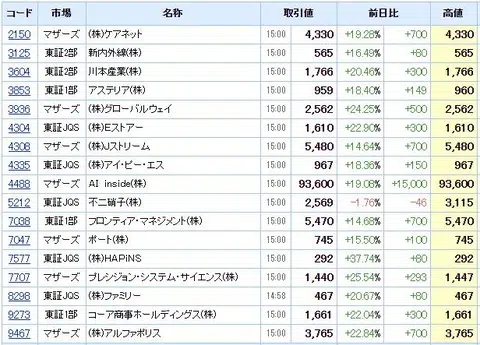 コード 市場 名称 取引値 前日比 高値
2150 マザーズ (株)ケアネット 15:00 4,330 +19.28% +700 4,330
3125 東証2部 新内外綿(株) 15:00 565 +16.49% +80 565
3604 東証2部 川本産業(株) 15:00 1,766 +20.46% +300 1,766
3853 東証1部 アステリア(株) 15:00 959 +18.40% +149 960
3936 マザーズ (株)グローバルウェイ 15:00 2,562 +24.25% +500 2,562
4304 東証JQS (株)Eストアー 15:00 1,610 +22.90% +300 1,610
4308 マザーズ (株)Jストリーム 15:00 5,480 +14.64% +700 5,480
4335 東証JQS (株)アイ・ピー・エス 15:00 967 +18.36% +150 967
4488 マザーズ AI inside(株) 15:00 93,600 +19.08% +15,000 93,600
5212 東証JQS 不二硝子(株) 15:00 2,569 -1.76% -46 3,115
7038 東証1部 フロンティア・マネジメント(株) 15:00 5,470 +14.68% +700 5,470
7047 マザーズ ポート(株) 15:00 745 +15.50% +100 745
7577 東証JQS (株)HAPiNS 15:00 292 +37.74% +80 292
7707 マザーズ プレシジョン・システム・サイエンス(株) 15:00 1,440 +25.54% +293 1,447
8298 東証JQS (株)ファミリー 14:58 467 +20.67% +80 467
9273 東証1部 コーア商事ホールディングス(株) 15:00 1,661 +22.04% +300 1,661
9467 マザーズ (株)アルファポリス 15:00 3,765 +22.84% +700 3,765